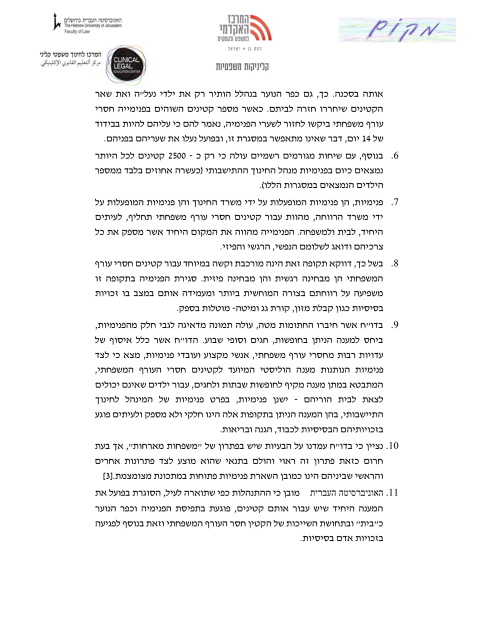 האוניברסיטה העברית בירושלים
The Hebrew University of Jerusalem
Faculty of Law
המרכז לחינוך משפטי קליני
مركز التعليم القانوني الإكلينيكي
CLINICAL
LEGAL
EDUCATION CENTER
המרכז
האקדמי
למשפט ולעסקים
רמת גן • ישראל
קליניקות משפטיות
מקום
אותה בסכנה. כך, גם כפר הנוער בנהלל הותיר רק את ילדי נעל״ה ואת שאר
הקטינים שיחררו חזרה לביתם. כאשר מספר קטינים השוהים בפנימייה חסרי
עורף משפחתי ביקשו לחזור לשערי הפנימיה, נאמר להם כי עליהם להיות בבידוד
של 14 יום, דבר שאינו מתאפשר במסגרת זו, ובפועל נעלו את שעריהם בפניהם.
6. בנוסף, עם שיחות מגורמים רשמיים עולה כי רק כ - 2500 קטינים לכל היותר
נמצאים כיום בפנימיות מנהל החינוך ההתישבותי (כעשרה אחוזים בלבד ממספר
הילדים הנמצאים במסגרות הללו).
7. פנימיות, הן פנימיות המופעלות על ידי משרד החינוך והן פנימיות המופעלות על
ידי משרד הרווחה, מהוות עבור קטינים חסרי עורף משפחתי תחליף, לעיתים
היחיד, לבית ולמשפחה. הפנימייה מהווה את המקום היחיד אשר מספק את כל
צרכיהם ודואג לשלומם הנפשי, הרגשי והפיזי.
8. בשל כך, דווקא תקופה זאת הינה מורכבת וקשה במיוחד עבור קטינים חסרי עורף
המשפחתי הן מבחינה רגשית והן מבחינה פיזית. סגירת הפנימיה בתקופה זו
משפיעה על רווחתם בצורה המוחשית ביותר ומעמידה אותם במצב בו זכויות
בסיסיות כגון קבלת מזון, קורת גג ומיטה- מוטלות בספק.
9. בדו״ח אשר חיברו החתומות מטה, עולה תמונה מדאיגה לגבי חלק מהפנימיות,
ביחס למענה הניתן בחופשות, חגים וסופי שבוע. הדו״ח אשר כלל איסוף של
עדויות רבות מחסרי עורף משפחתי, אנשי מקצוע ועובדי פנימיות, מצא כי לצד
פנימיות הנותנות מענה הוליסטי המיועד לקטינים חסרי העורף המשפחתי,
המתבטא במתן מענה מקיף לחופשות שבתות ולחגים, עבור ילדים שאינם יכולים
לצאת לבית הוריהם - ישנן פנימיות, בפרט פנימיות של המינהל לחינוך
התיישבותי, בהן המענה הניתן בתקופות אלה הינו חלקי ולא מספק ולעיתים פוגע
בזכויותיהם הבסיסיות לכבוד, הגנה ובריאות.
10. נציין כי בדו״ח עמדנו על הבעיות שיש בפתרון של ״משפחות מארחות״, אך בעת
חרום כזאת פתרון זה ראוי והולם בתנאי שהוא מוצע לצד פתרונות אחרים
והראשי שביניהם הינו כמובן השארת פנימיות פתוחות במתכונת מצומצמת.[3]
11. האוניברסיטה העברית מובן כי ההתנהלות כפי שתוארה לעיל, הסוגרת בפועל את
המענה היחיד שיש עבור אותם קטינים, פוגעת בתפיסת הפנימיה וכפר הנוער
כ״בית״ ובתחושת השייכות של הקטין חסר העורף המשפחתי וזאת בנוסף לפגיעה
בזכויות אדם בסיסיות.